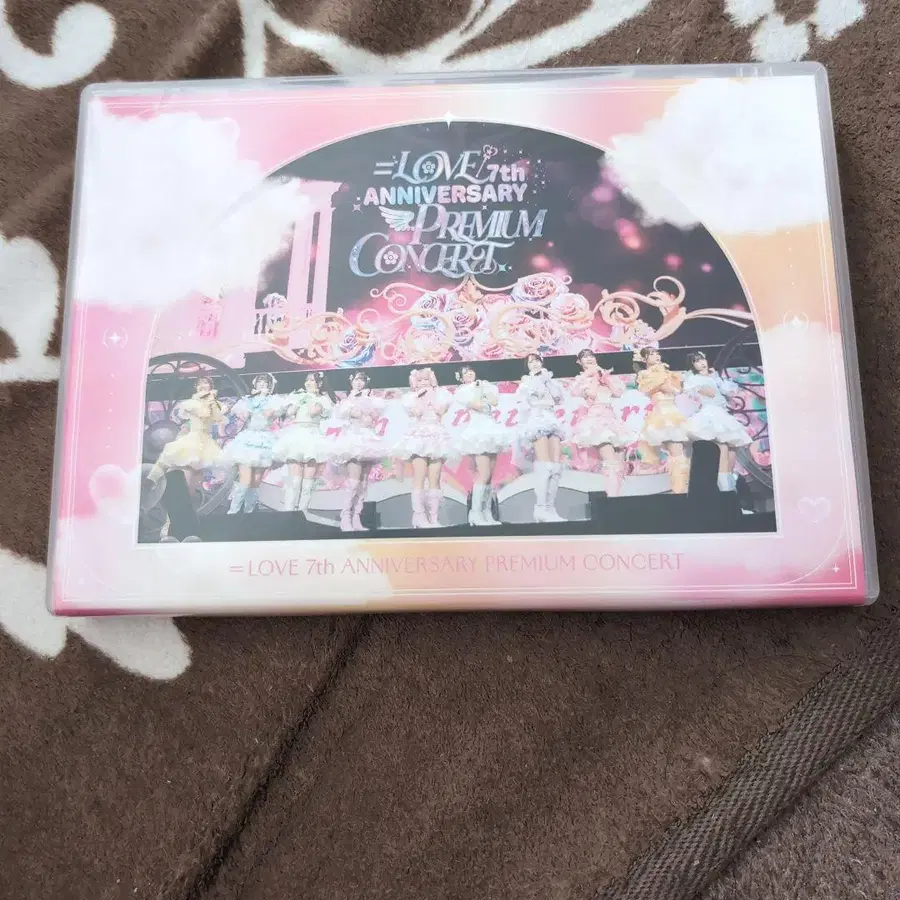 =LOVE 7th
ANNIVERSARY
PREMIUM
CONCERT
=LOVE 7th ANNIVERSARY PREMIUM CONCERT